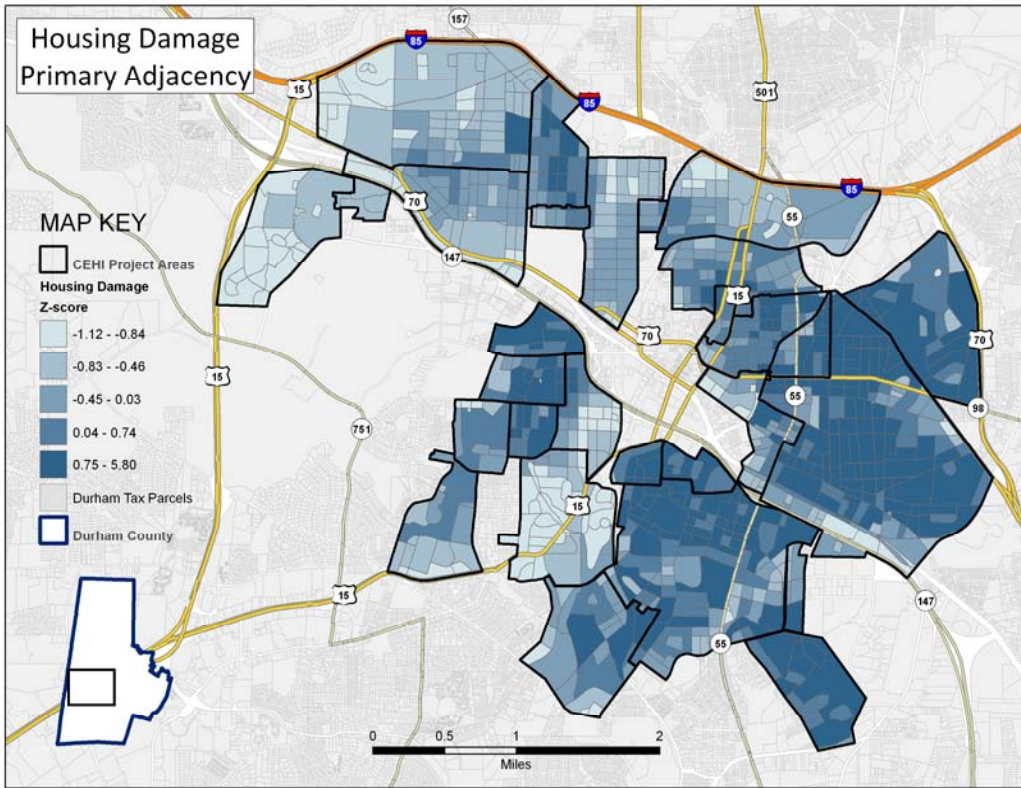 Housing Damage
Primary Adjacency
157
85
15
85
501
85
55
70
147
15
70
70
55
98
15
751
15
15
147
55
MAP KEY
CEHI Project Areas
Housing Damage
Z-score
-1.12 - -0.84
-0.83 - -0.46
-0.45 - 0.03
0.04 - 0.74
0.75 - 5.80
Durham Tax Parcels
Durham County
0 0.5 1 2
Miles